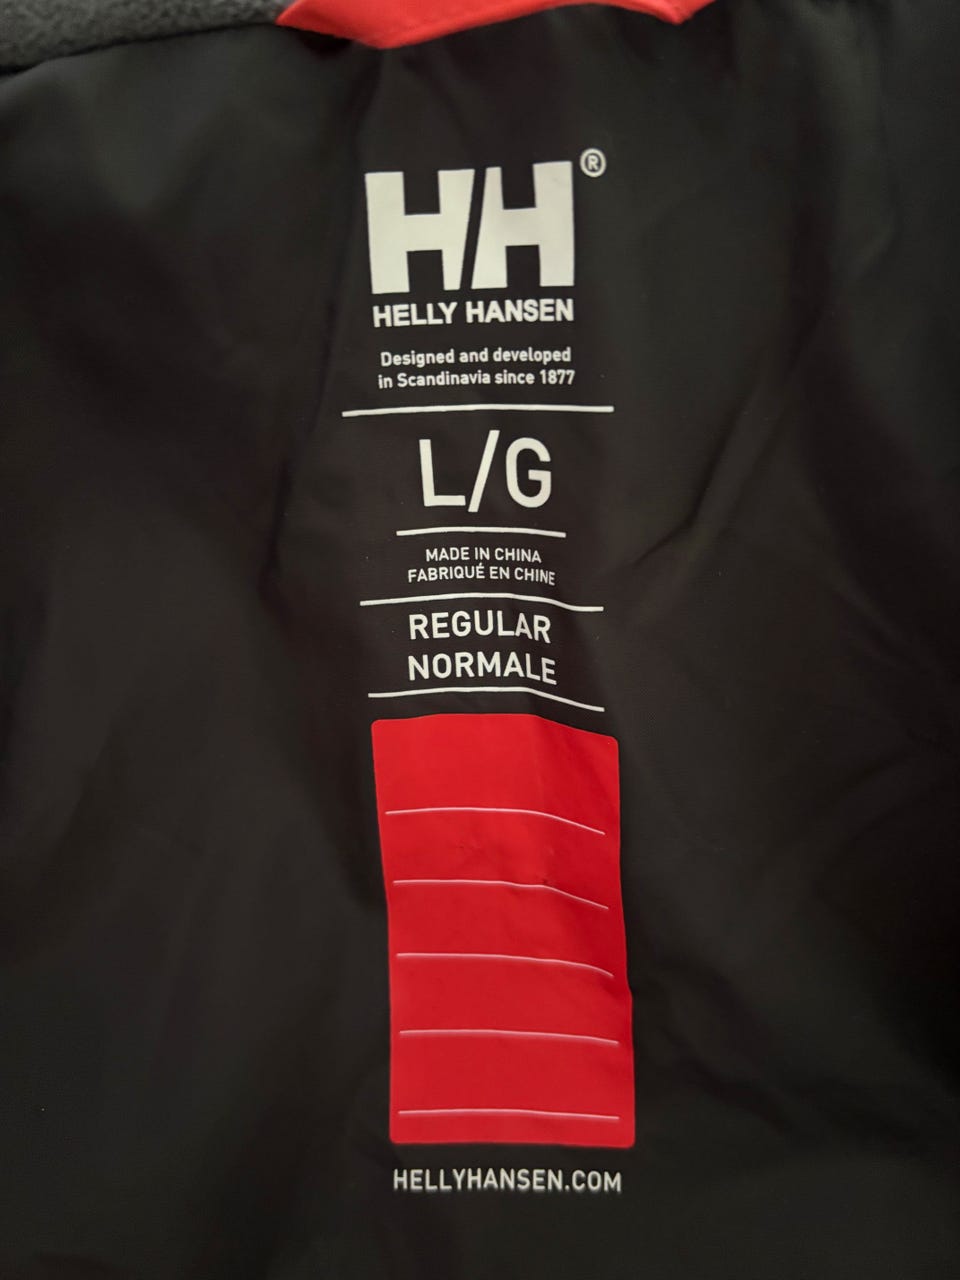 HH®
HELLY HANSEN
Designed and developed
in Scandinavia since 1877
L/G
MADE IN CHINA
FABRIQUÉ EN CHINE
REGULAR
NORMALE
HELLYHANSEN.COM